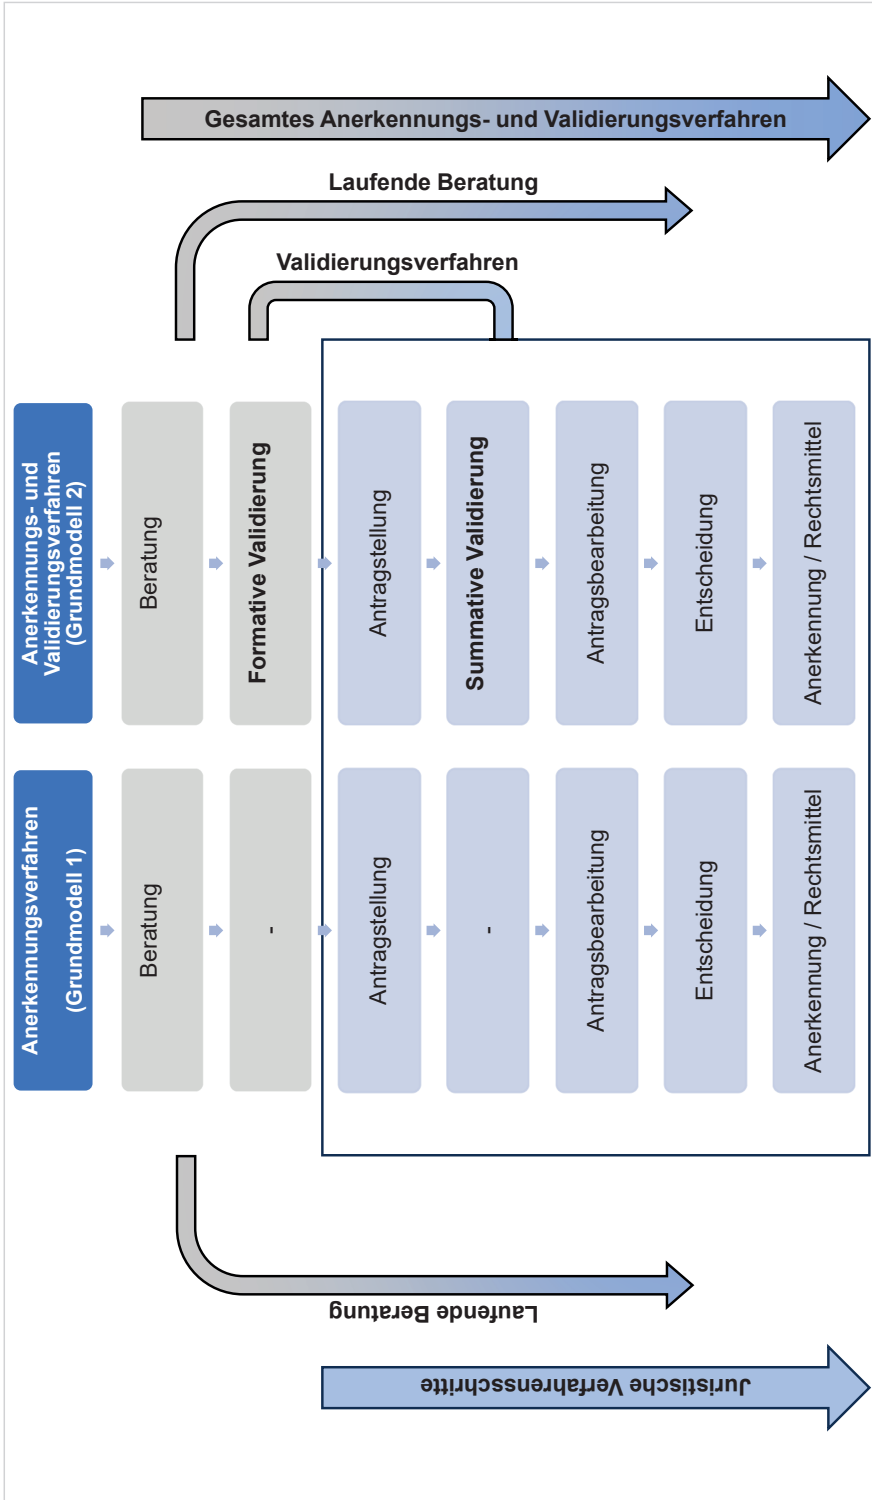 Gesamtes Anerkennungs- und Validierungsverfahren
Laufende Beratung
Validierungsverfahren
Anerkennungs- und
Validierungsverfahren
(Grundmodell 2)
Beratung
Formative Validierung
Antragstellung
Summative Validierung
Antragsbearbeitung
Entscheidung
Anerkennung / Rechtsmittel
Anerkennungsverfahren
(Grundmodell 1)
Beratung
-
Antragstellung
-
Antragsbearbeitung
Entscheidung
Anerkennung / Rechtsmittel
Laufende Beratung
Juristische Verfahrensschritte